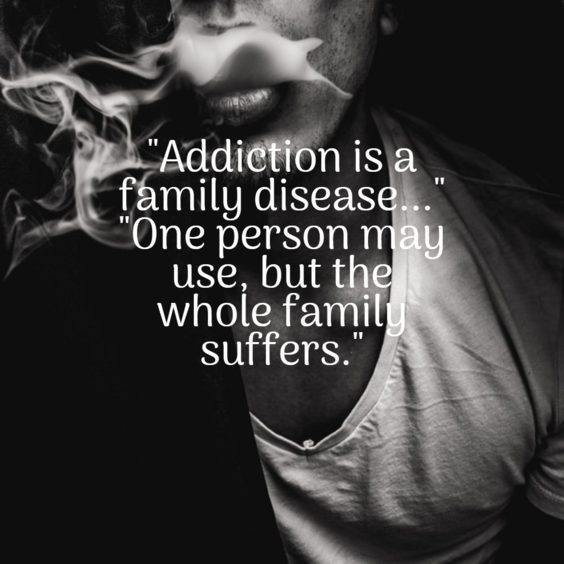 "Addiction is a
family disease..."
"One person may
use, but the
whole family
suffers."